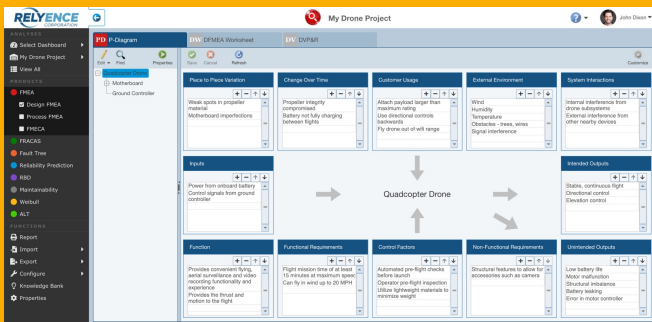 RELYENCE
CORPORATION
My Drone Project
John Dixon
ANALYSES
Select Dashboard
My Drone Project
View All
PRODUCTS
FMEA
Design FMEA
Process FMEA
FMECA
FRACAS
Fault Tree
Reliability Prediction
RBD
Maintainability
Weibull
ALT
FUNCTIONS
Report
Import
Export
Configure
Knowledge Bank
Properties
PD P-Diagram
DW DFMEA Worksheet
DV DVP&R
Edit
Find
Properties
Save
Cancel
Refresh
Customize
Quadcopter Drone
Motherboard
Ground Controller
Piece to Piece Variation
Weak spots in propeller
material
Motherboard imperfections
Change Over Time
Propeller integrity
compromised
Battery not fully charging
between flights
Customer Usage
Attach payload larger than
maximum rating
Use directional controls
backwards
Fly drone out of wifi range
External Environment
Wind
Humidity
Temperature
Obstacles - trees, wires
Signal interference
System Interactions
Internal interference from
drone subsystems
External interference from
other nearby devices
Inputs
Power from onboard battery
Control signals from ground
controller
Quadcopter Drone
Intended Outputs
Stable, continuous flight
Directional control
Elevation control
Function
Provides convenient flying,
aerial surveillance and video
recording functionality and
experience
Provides the thrust and
motion to the flight
Functional Requirements
Flight mission time of at least
15 minutes at maximum speed
Can fly in wind up to 20 MPH
Control Factors
Automated pre-flight checks
before launch
Operator pre-flight inspection
Utilize lightweight materials to
minimize weight
Non-Functional Requirements
Structural features to allow for
accessories such as camera
Unintended Outputs
Low battery life
Motor malfunction
Structural imbalance
Battery leaking
Error in motor controller